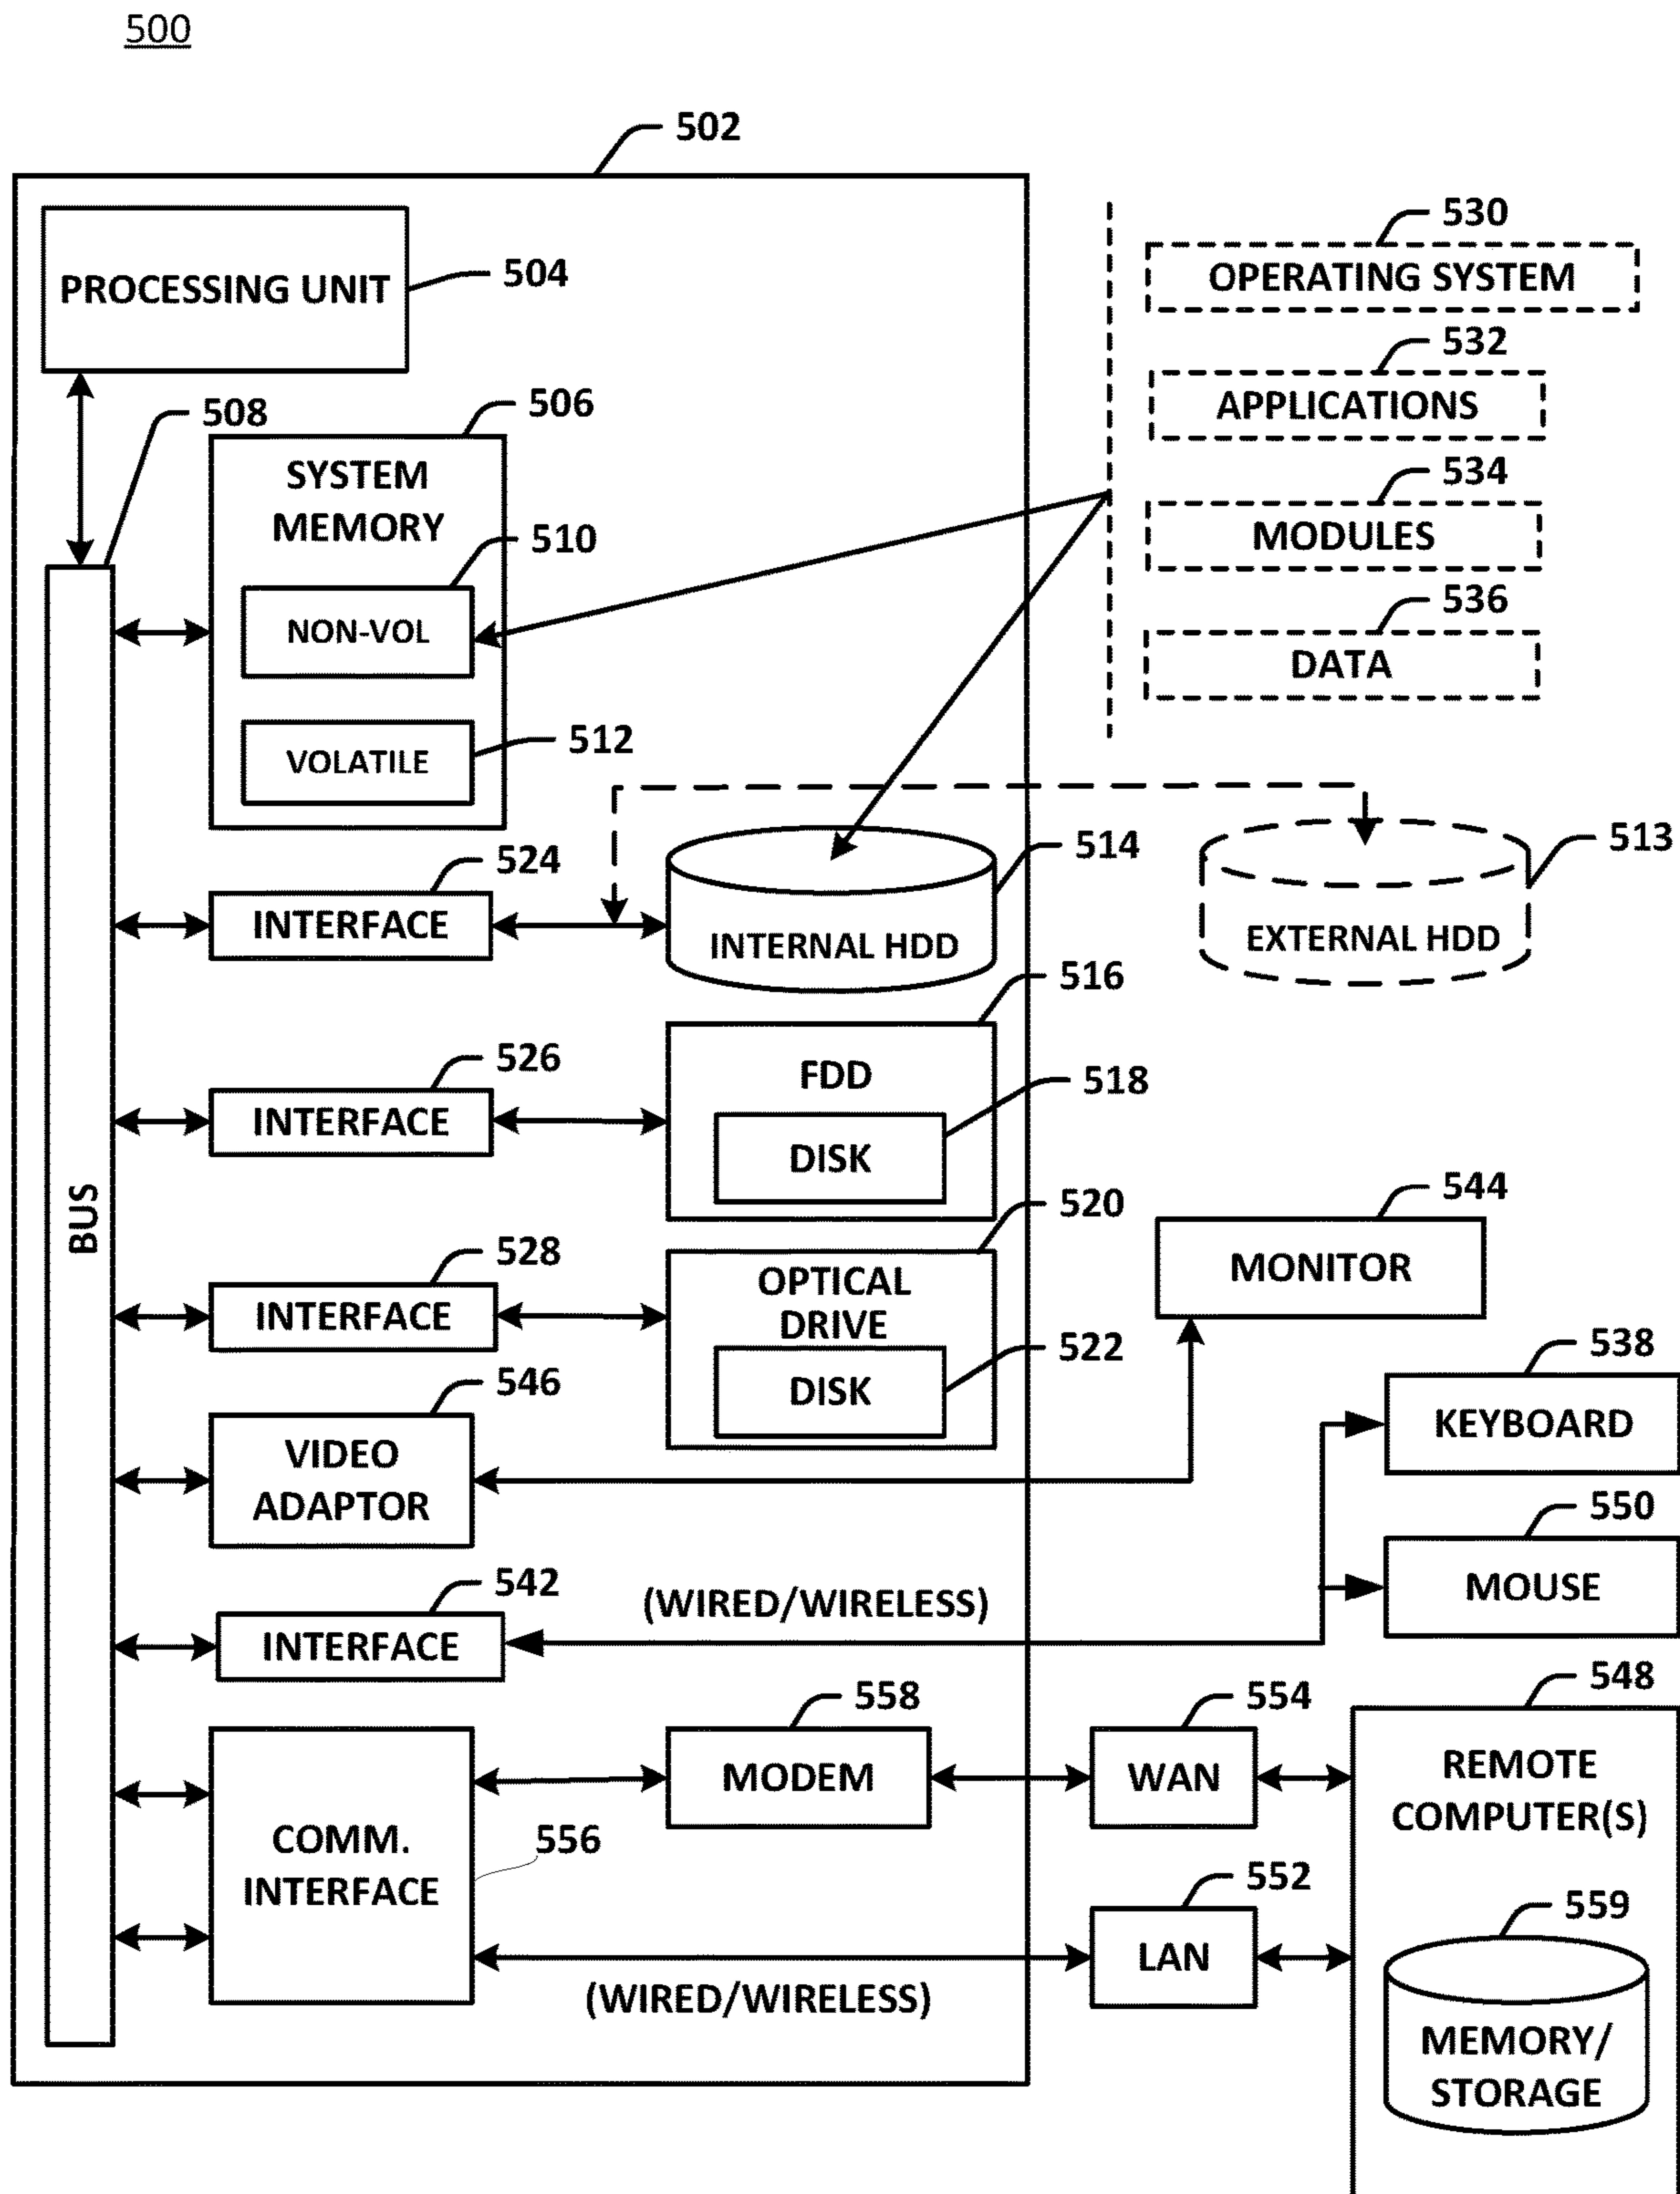 500
502
PROCESSING UNIT
504
530
OPERATING SYSTEM
532
APPLICATIONS
508
506
SYSTEM
MEMORY
534
MODULES
510
NON-VOL
536
DATA
512
VOLATILE
524
INTERFACE
514
INTERNAL HDD
513
EXTERNAL HDD
516
FDD
518
DISK
526
INTERFACE
BUS
520
OPTICAL
DRIVE
522
DISK
528
INTERFACE
544
MONITOR
546
VIDEO
ADAPTOR
538
KEYBOARD
550
MOUSE
542
INTERFACE
(WIRED/WIRELESS)
558
MODEM
554
WAN
548
REMOTE
COMPUTER(S)
COMM.
INTERFACE
556
552
LAN
(WIRED/WIRELESS)
559
MEMORY/
STORAGE